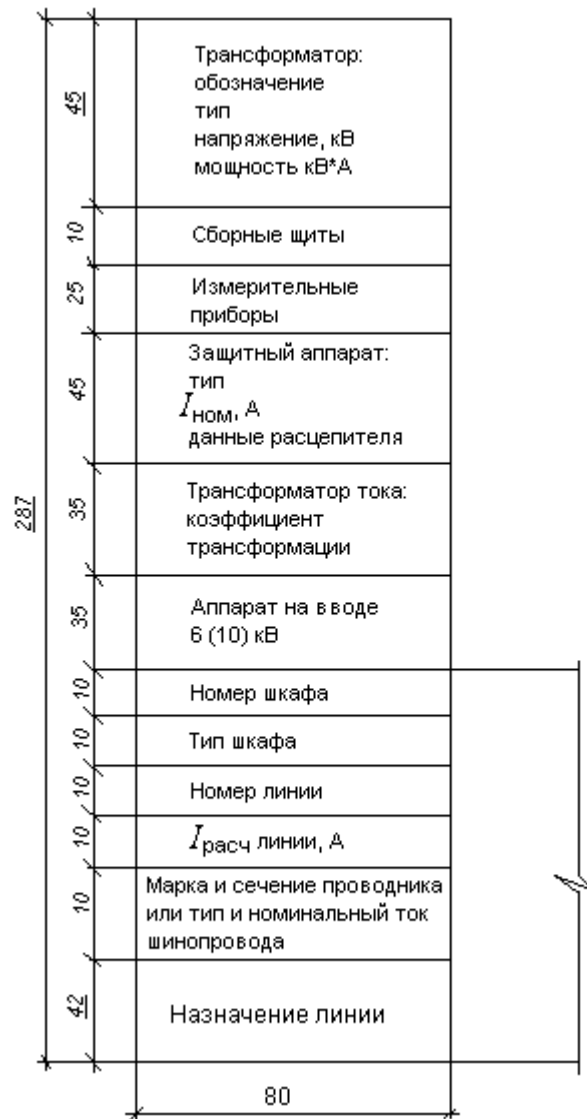 45
Трансформатор:
обозначение
тип
напряжение, кВ
мощность кВ*А
10
Сборные щиты
25
Измерительные
приборы
45
Защитный аппарат:
тип
Iном, А
данные расцепителя
287
35
Трансформатор тока:
коэффициент
трансформации
35
Аппарат на вводе
6 (10) кВ
10
Номер шкафа
10
Тип шкафа
10
Номер линии
10
Iрасч линии, А
10
Марка и сечение проводника
или тип и номинальный ток
шинопровода
42
Назначение линии
80